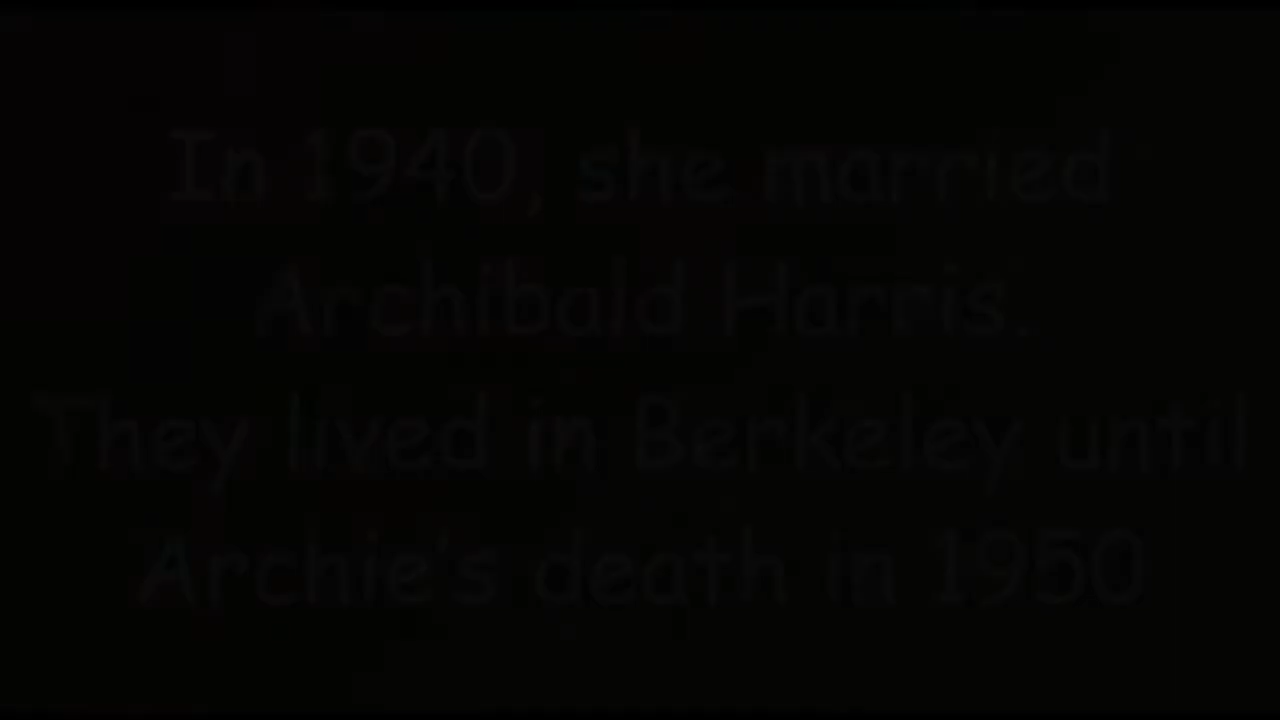 In 1940, she married
Archibald Harris.
They lived in Berkeley until
Archie's death in 1950